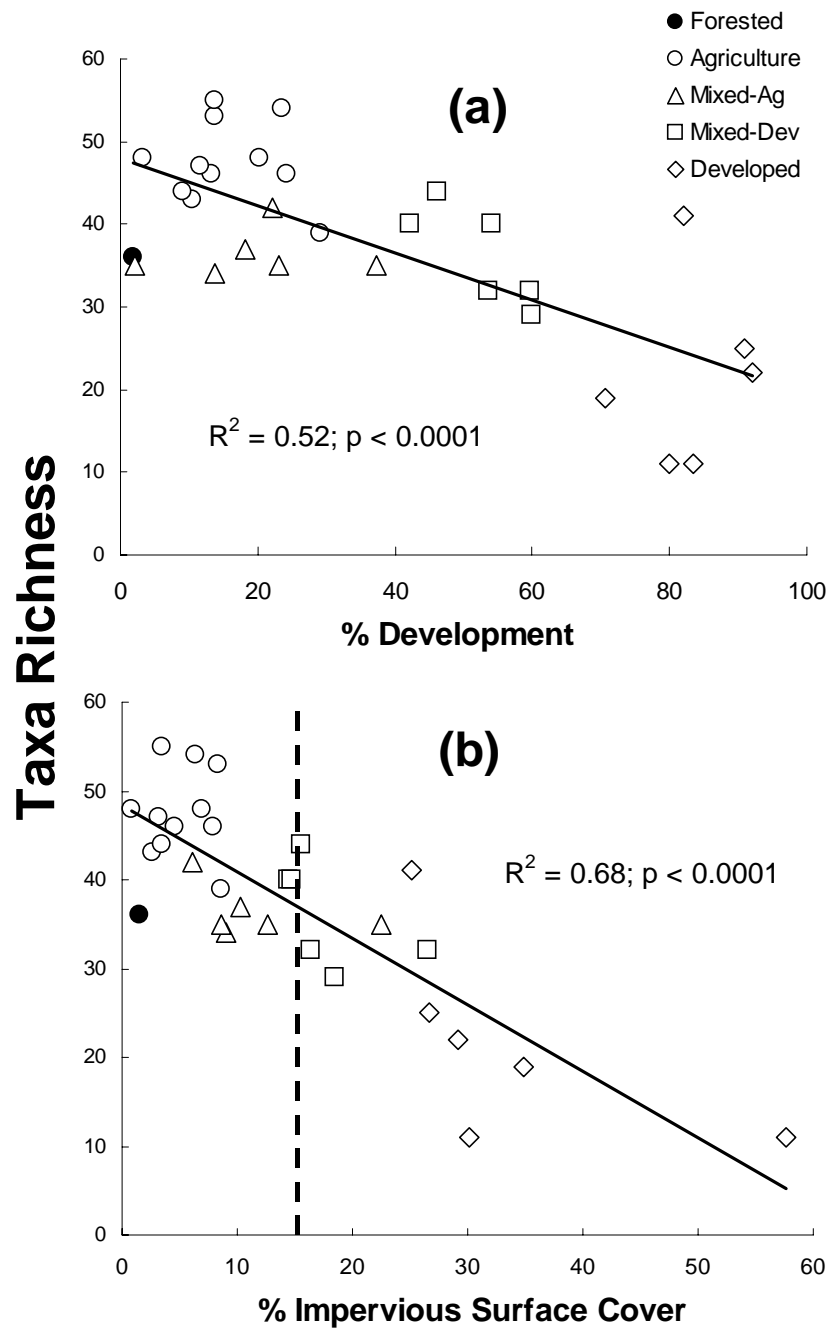 Forested
Agriculture
Mixed-Ag
Mixed-Dev
Developed
(a)
60
50
40
30
20
10
0
R² = 0.52; p < 0.0001
0 20 40 60 80 100
% Development
Taxa Richness
(b)
60
50
40
30
20
10
0
R² = 0.68; p < 0.0001
0 10 20 30 40 50 60
% Impervious Surface Cover